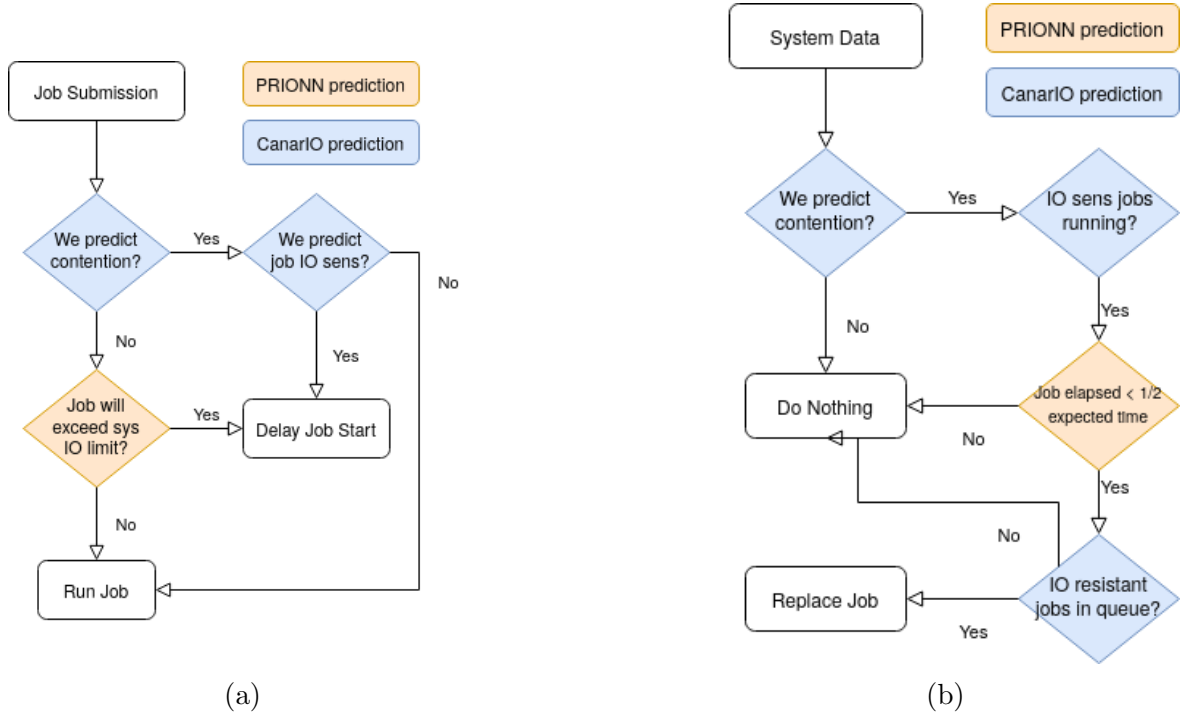 Job Submission
PRIONN prediction
CanarIO prediction
We predict
contention?
Yes
We predict
job IO sens?
No
No
Yes
Job will
exceed sys
IO limit?
Yes
Delay Job Start
No
Run Job
(a)
System Data
PRIONN prediction
CanarIO prediction
We predict
contention?
Yes
IO sens jobs
running?
No
Yes
Do Nothing
Job elapsed < 1/2
expected time
No
Yes
No
Replace Job
IO resistant
jobs in queue?
Yes
(b)